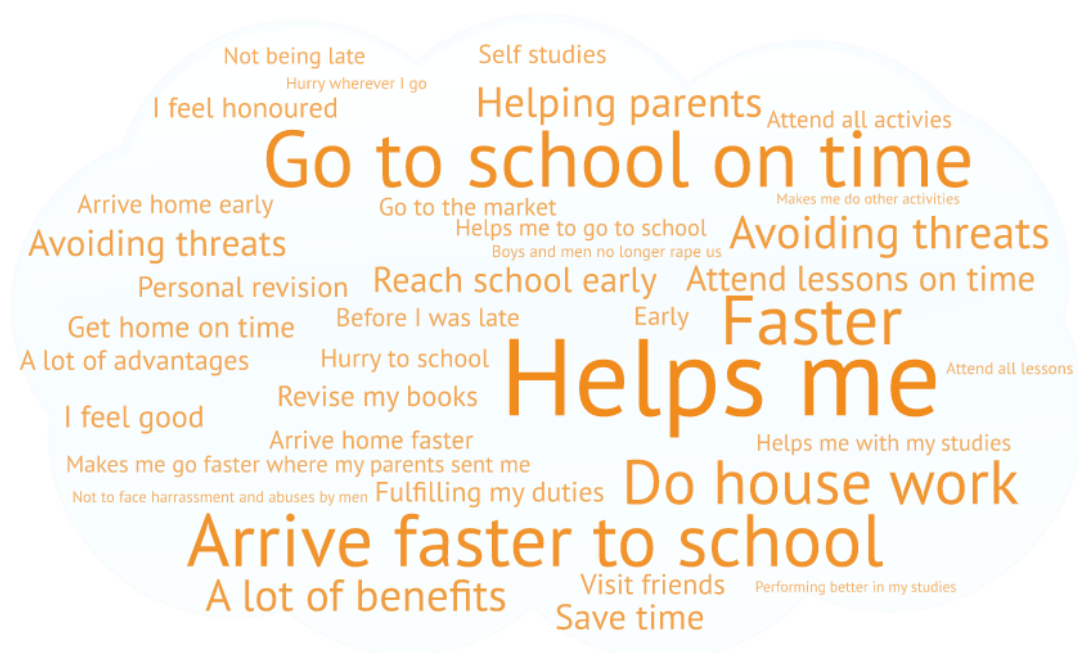 Not being late
Self studies
Hurry wherever I go
I feel honoured
Helping parents
Attend all activies
Go to school on time
Arrive home early
Go to the market
Makes me do other activities
Helps me to go to school
Avoiding threats
Avoiding threats
Boys and men no longer rape us
Personal revision
Reach school early
Attend lessons on time
Get home on time
Before I was late
Early
Faster
A lot of advantages
Hurry to school
Helps me
Attend all lessons
Revise my books
I feel good
Arrive home faster
Helps me with my studies
Makes me go faster where my parents sent me
Not to face harrassment and abuses by men
Fulfilling my duties
Do house work
Arrive faster to school
A lot of benefits
Visit friends
Performing better in my studies
Save time